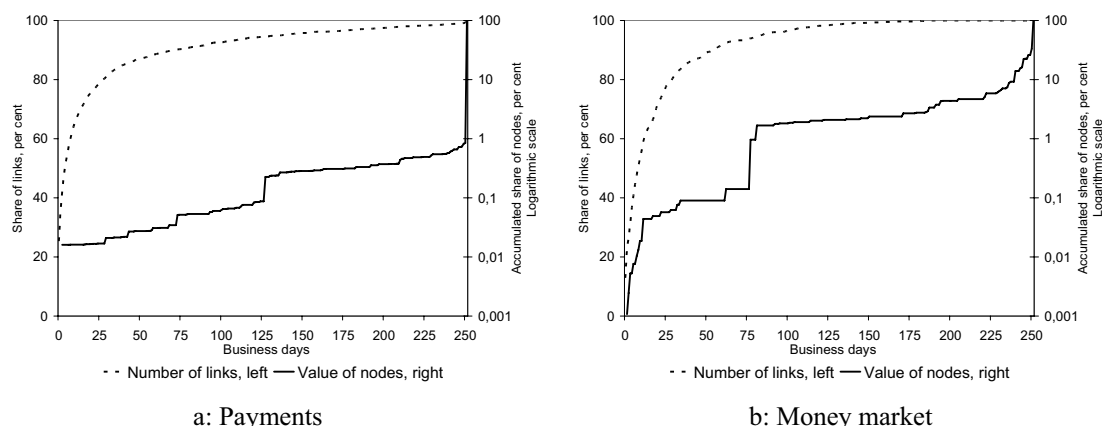 100
80
60
40
20
0
Share of links, per cent
100
10
1
0,1
0,01
0,001
Accumulated share of nodes, per cent
Logarithmic scale
0 25 50 75 100 125 150 175 200 225 250
Business days
Number of links, left Value of nodes, right
a: Payments
100
80
60
40
20
0
Share of links, per cent
100
10
1
0,1
0,01
0,001
Accumulated share of nodes, per cent
Logarithmic scale
0 25 50 75 100 125 150 175 200 225 250
Business days
Number of links, left Value of nodes, right
b: Money market